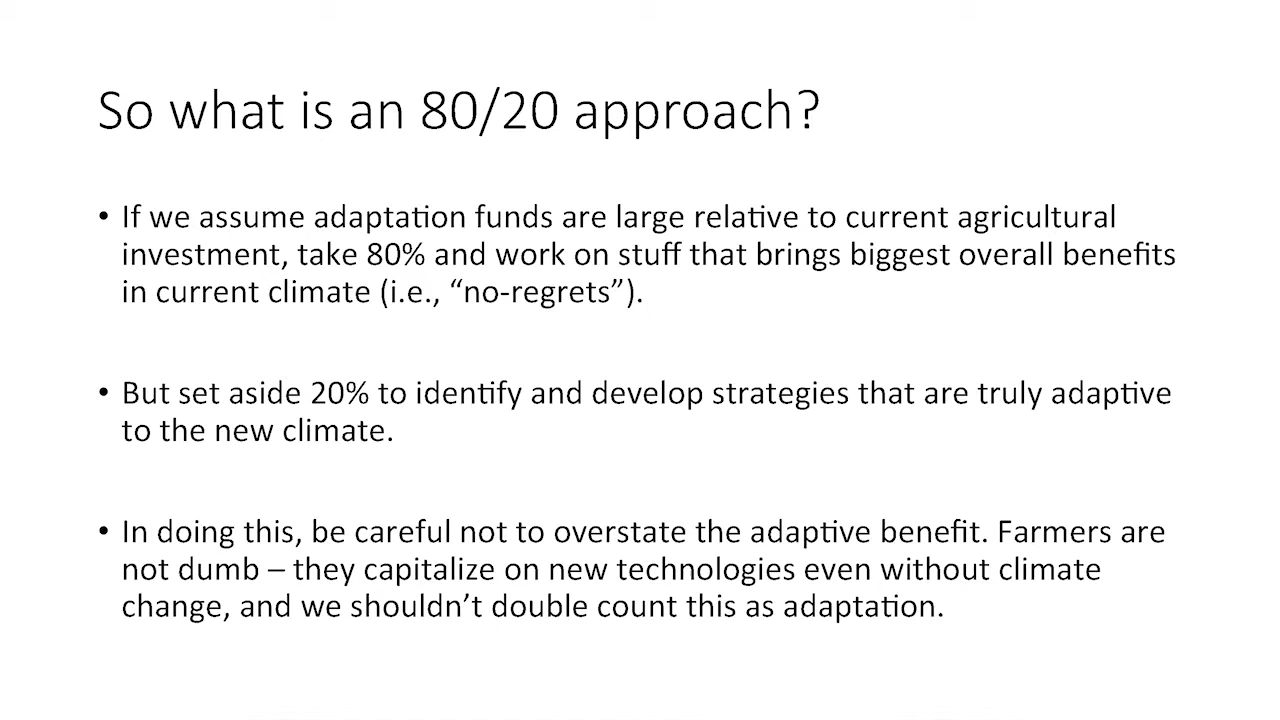 So what is an 80/20 approach?
• If we assume adaptation funds are large relative to current agricultural
investment, take 80% and work on stuff that brings biggest overall benefits
in current climate (i.e., “no-regrets”).
• But set aside 20% to identify and develop strategies that are truly adaptive
to the new climate.
• In doing this, be careful not to overstate the adaptive benefit. Farmers are
not dumb – they capitalize on new technologies even without climate
change, and we shouldn’t double count this as adaptation.